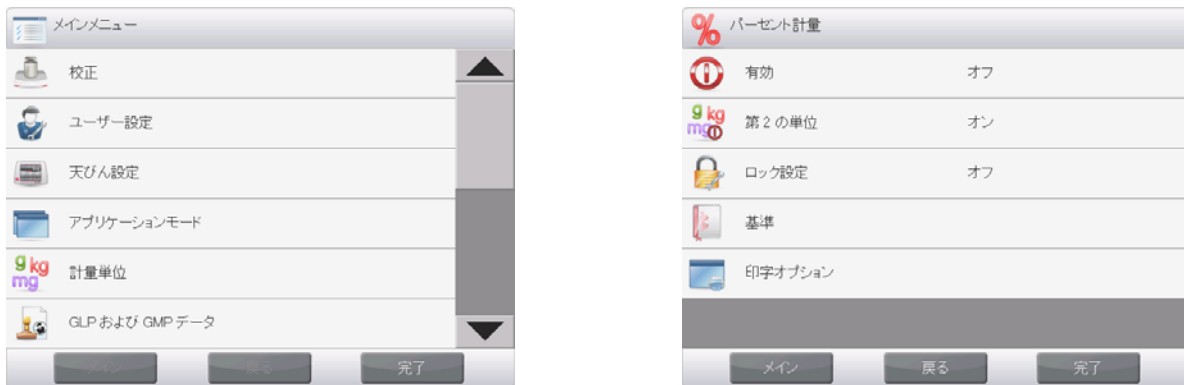 メインメニュー
校正
ユーザー設定
天びん設定
アプリケーションモード
g kg
mg
計量単位
GLP および GMP データ
メイン 戻る 完了
% パーセント計量
有効 オフ
g kg
mg
第2の単位 オン
ロック設定 オフ
基準
印字オプション
メイン 戻る 完了